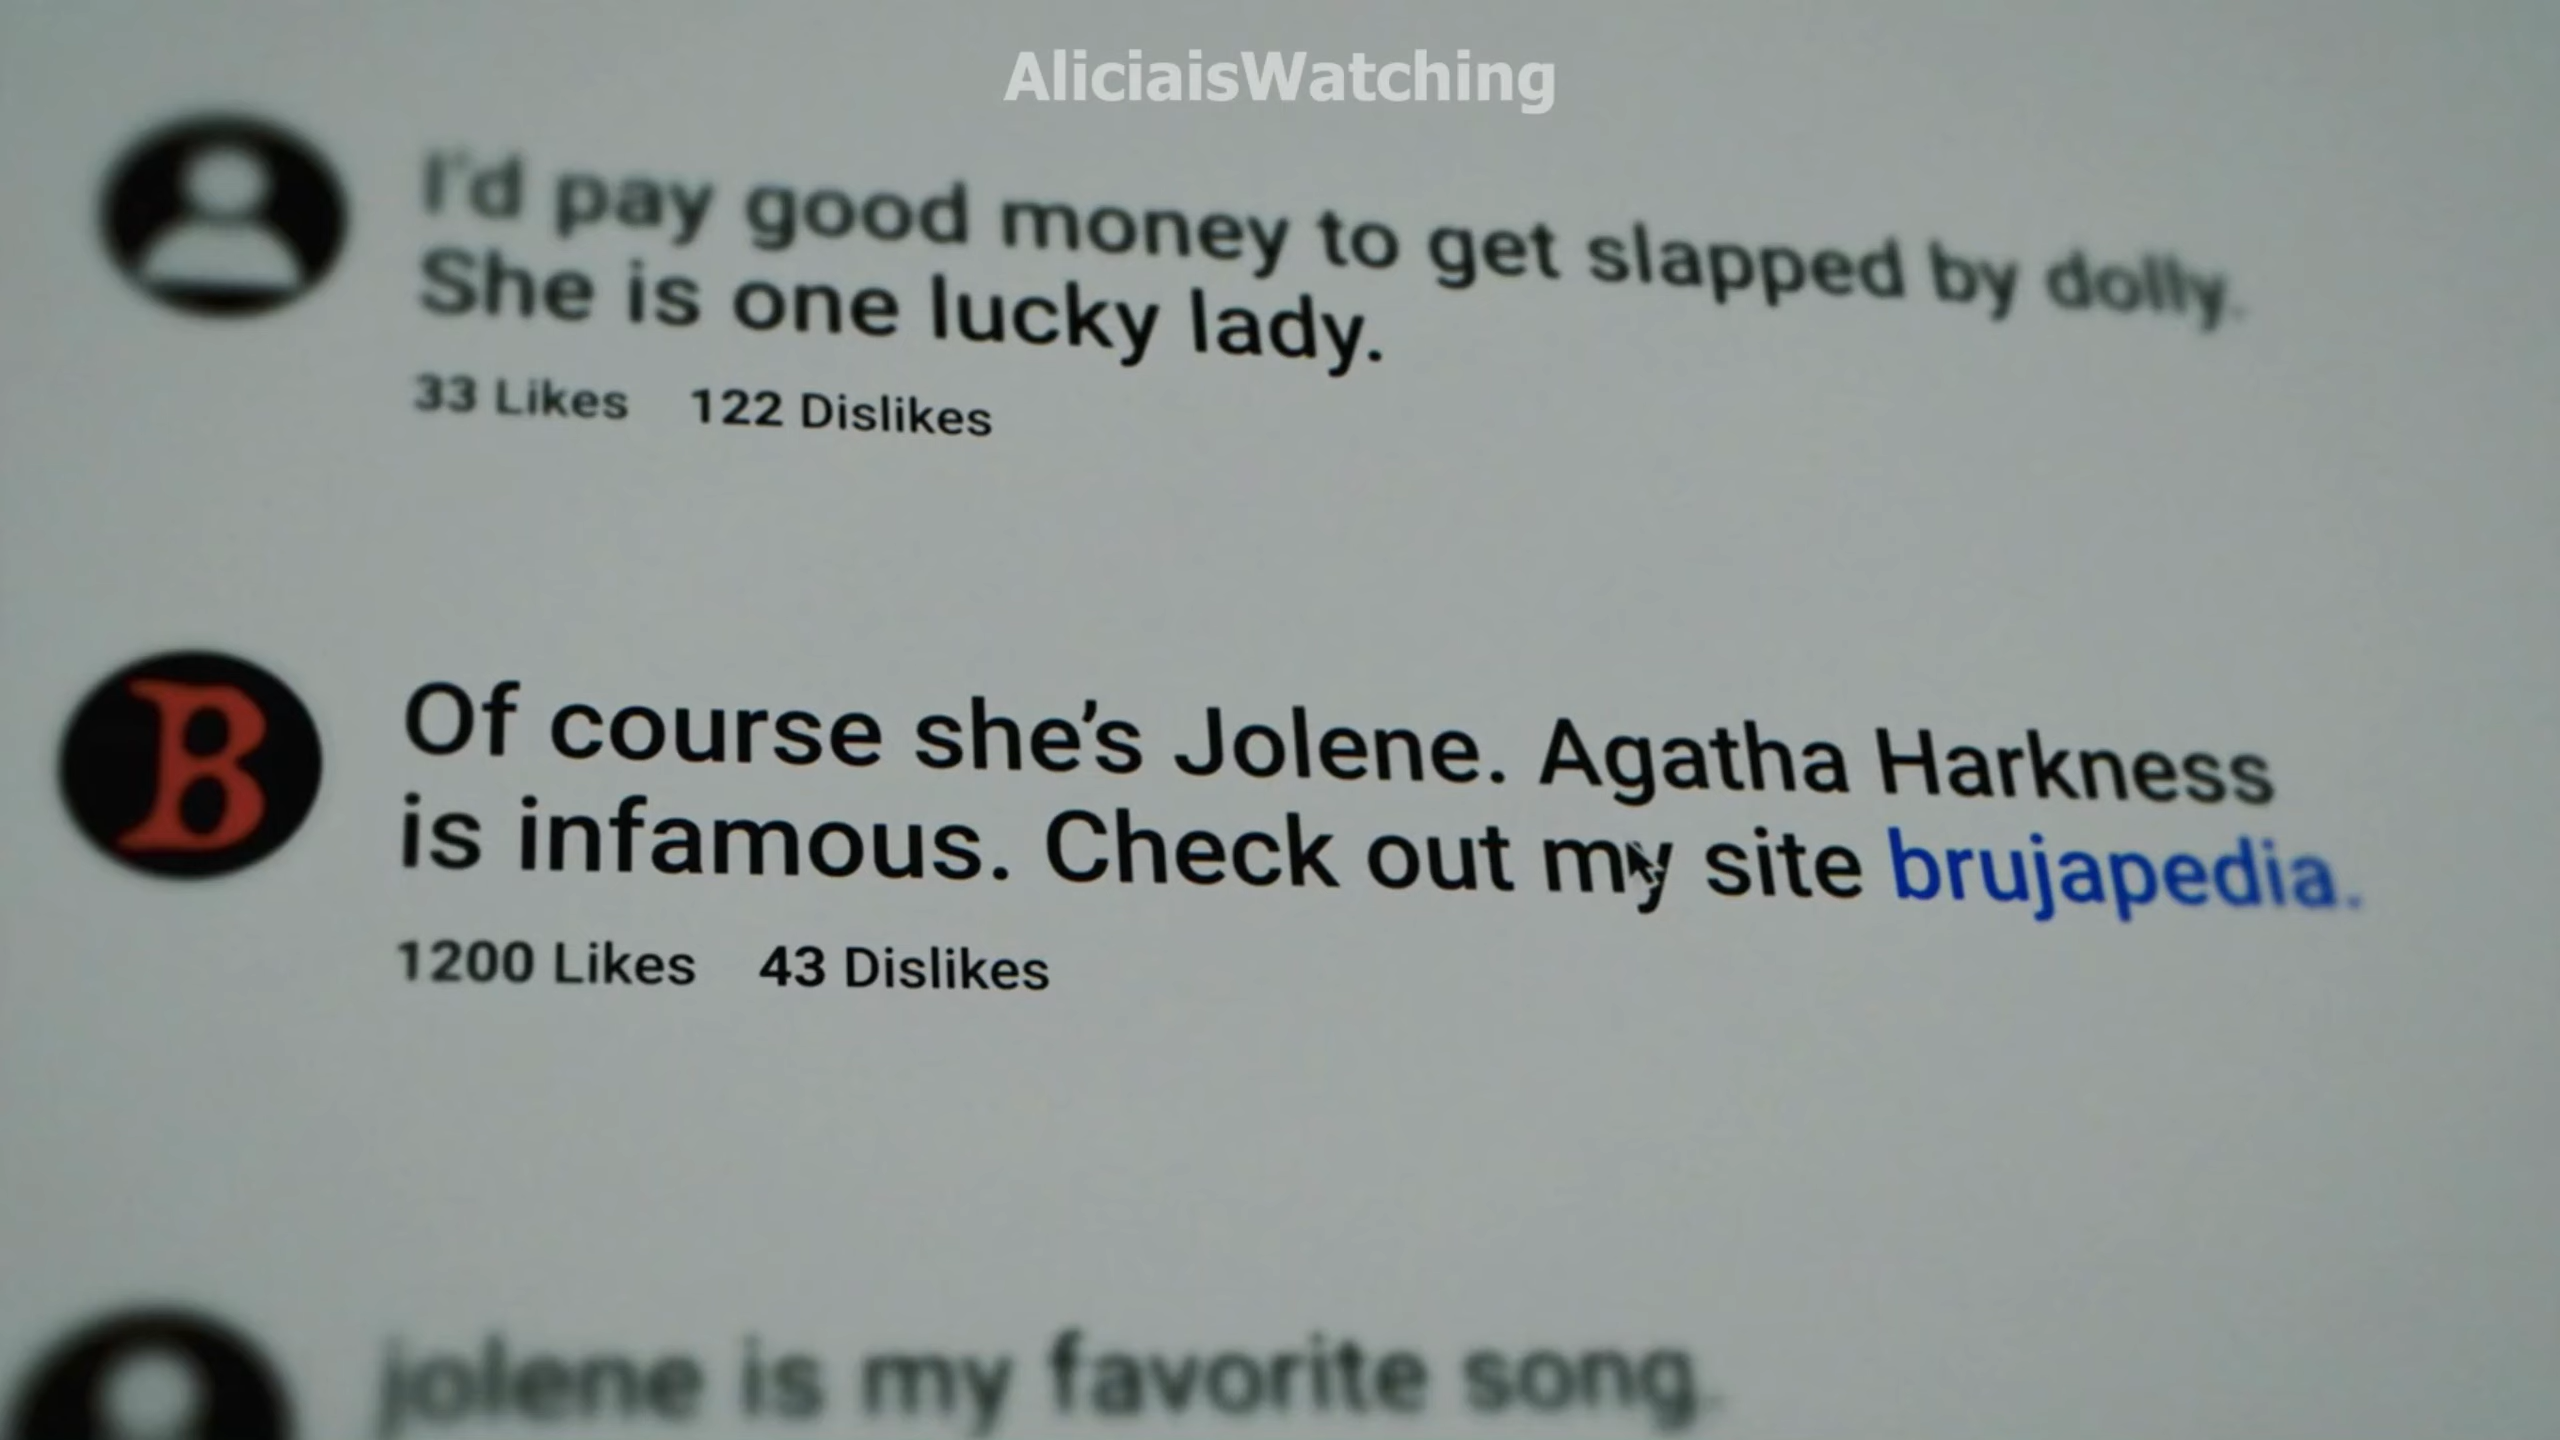 AliciaisWatching
I'd pay good money to get slapped by dolly.
She is one lucky lady.
33 Likes 122 Dislikes
B
Of course she's Jolene. Agatha Harkness
is infamous. Check out my site brujapedia.
1200 Likes 43 Dislikes
jolene is my favorite song.